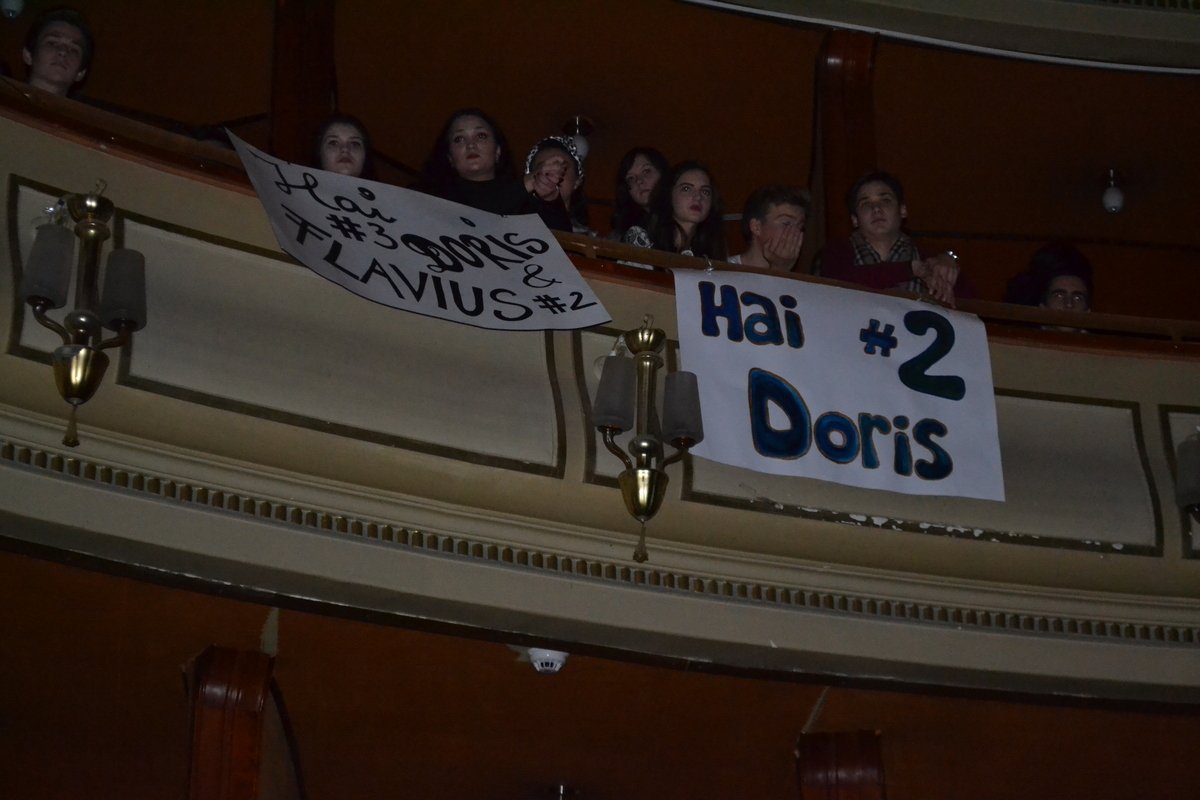 Hai
#3 DORIS
&
FLAVIUS #2
Hai #2
Doris